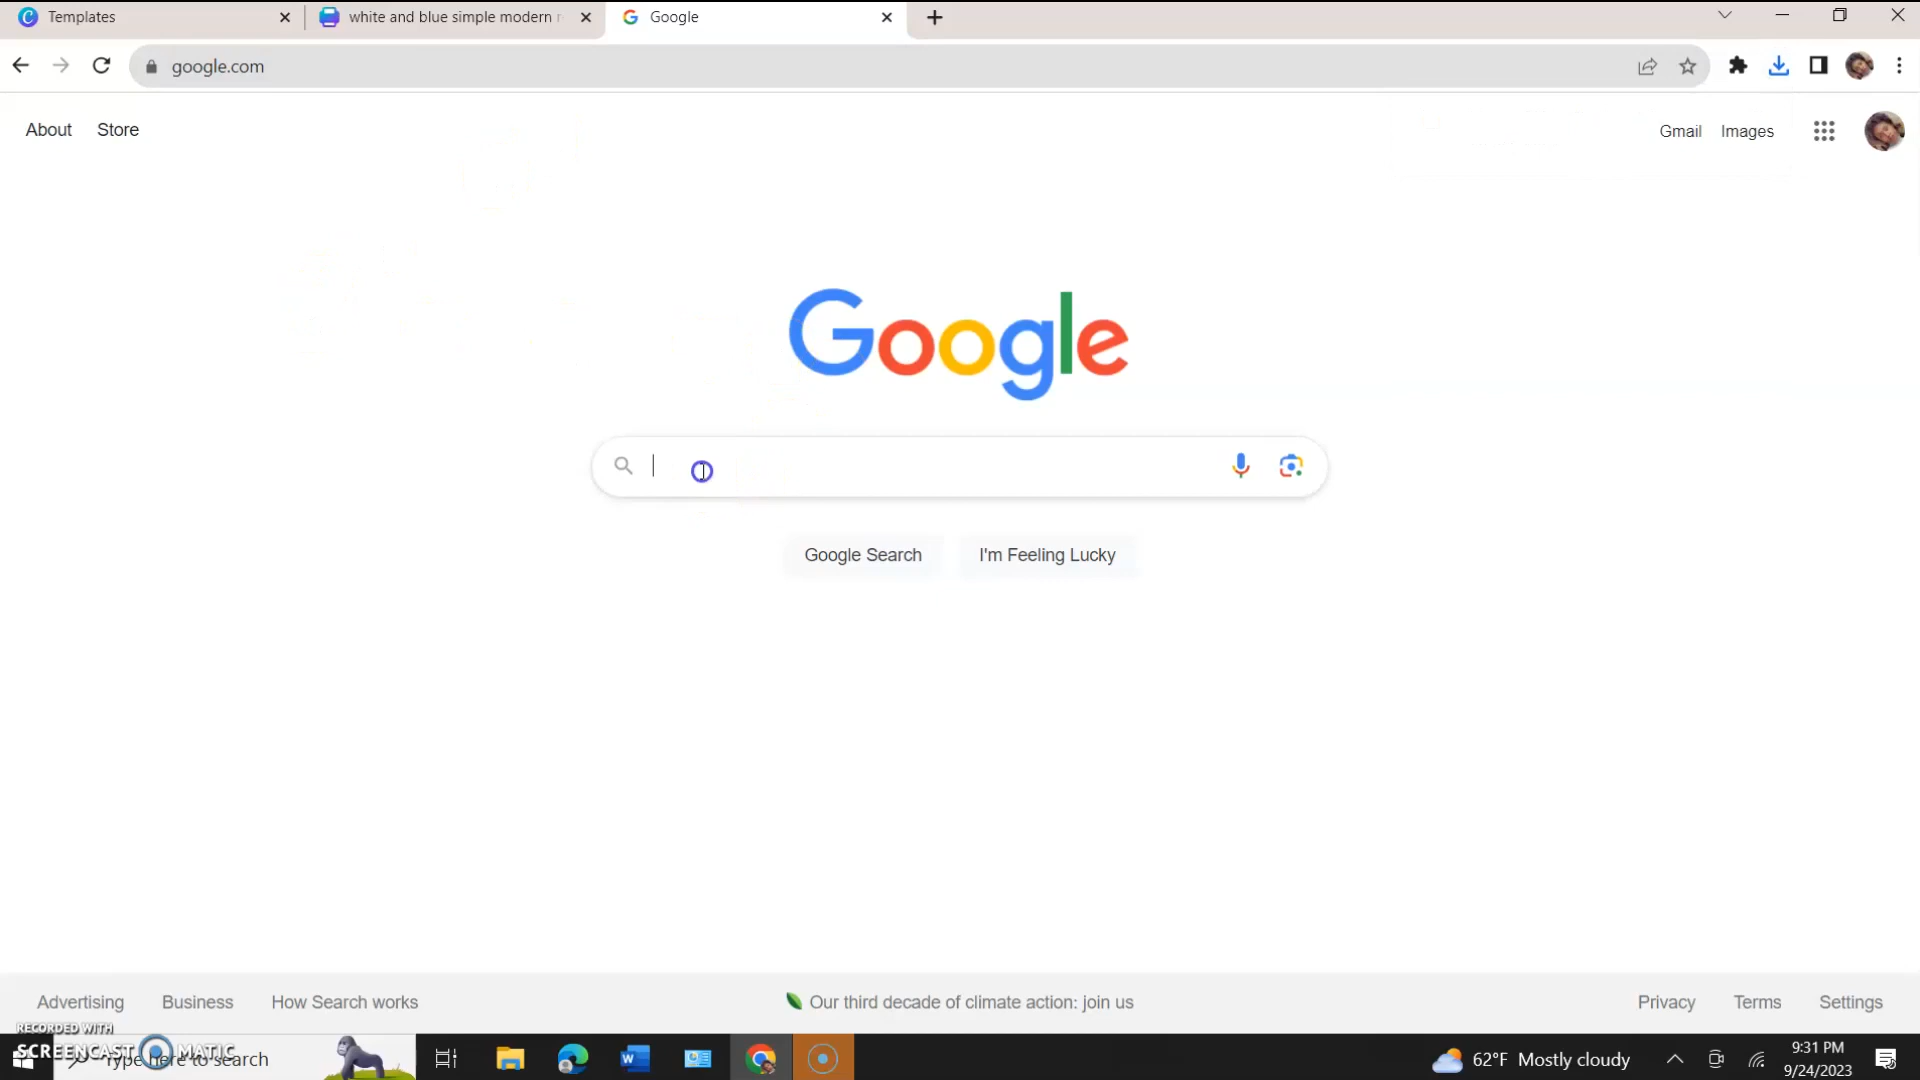 Templates
white and blue simple modern
Google
google.com
About Store
Gmail Images
Google
Google Search I'm Feeling Lucky
Advertising Business How Search works
Our third decade of climate action: join us
Privacy Terms Settings
RECORDED WITH
SCREENCAST MATIC
Type here to search
62°F Mostly cloudy
9:31 PM
9/24/2023